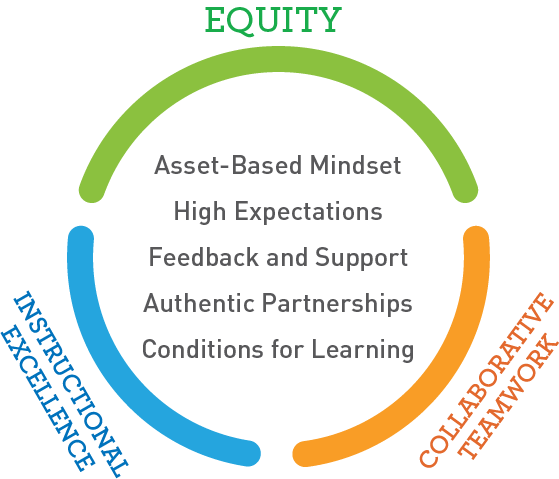 EQUITY
Asset-Based Mindset
High Expectations
Feedback and Support
Authentic Partnerships
Conditions for Learning
INSTRUCTIONAL
EXCELLENCE
COLLABORATIVE
TEAMWORK